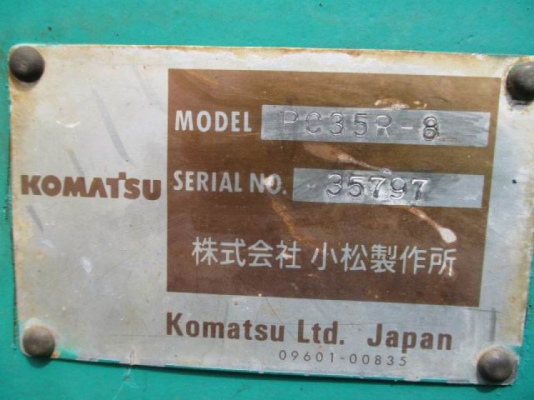 MODEL PC35R-8
KOMATSU
SERIAL NO. 35797
株式会社 小松製作所
Komatsu Ltd. Japan
09601-00835